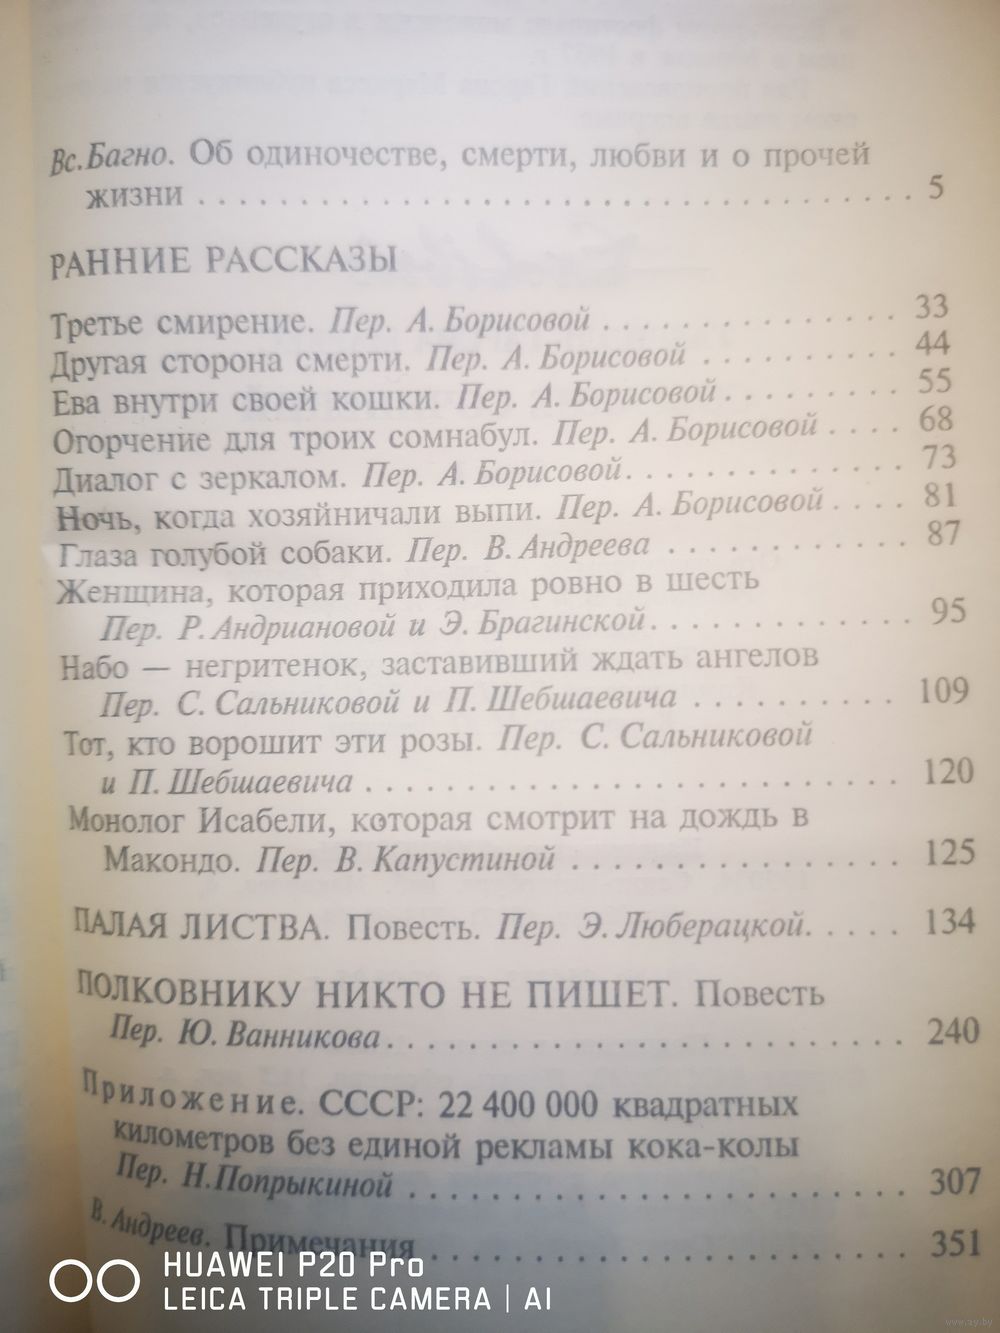 Вс. Багно. Об одиночестве, смерти, любви и о прочей
жизни . . . . . . . . . . . . . . . . . . . . . . . . . . . . . . . . . . . . 5
РАННИЕ РАССКАЗЫ
Третье смирение. Пер. А. Борисовой . . . . . . . . . . . . . . . 33
Другая сторона смерти. Пер. А. Борисовой . . . . . . . . . . 44
Ева внутри своей кошки. Пер. А. Борисовой . . . . . . . . . 55
Огорчение для троих сомнабул. Пер. А. Борисовой . . . . 68
Диалог с зеркалом. Пер. А. Борисовой. . . . . . . . . . . . . . 73
Ночь, когда хозяйничали выпи. Пер. А. Борисовой . . . . 81
Глаза голубой собаки. Пер. В. Андреева . . . . . . . . . . . . 87
Женщина, которая приходила ровно в шесть
Пер. Р. Андриановой и Э. Брагинской. . . . . . . . . . . . . 95
Набо — негритенок, заставивший ждать ангелов
Пер. С. Сальниковой и П. Шебшаевича . . . . . . . . . . 109
Тот, кто ворошит эти розы. Пер. С. Сальниковой
и П. Шебшаевича . . . . . . . . . . . . . . . . . . . . . . . . . . 120
Монолог Исабели, которая смотрит на дождь в
Макондо. Пер. В. Капустиной . . . . . . . . . . . . . . . . 125
ПАЛАЯ ЛИСТВА. Повесть. Пер. Э. Люберацкой. . . . . . 134
ПОЛКОВНИКУ НИКТО НЕ ПИШЕТ. Повесть
Пер. Ю. Ванникова . . . . . . . . . . . . . . . . . . . . . . . . . . 240
Приложение. СССР: 22 400 000 квадратных
километров без единой рекламы кока-колы
Пер. Н. Попрыкиной . . . . . . . . . . . . . . . . . . . . . . . . . 307
В. Андреев. Примечания . . . . . . . . . . . . . . . . . . . . . . . . 351
HUAWEI P20 Pro
LEICA TRIPLE CAMERA | AI
www.ay.by